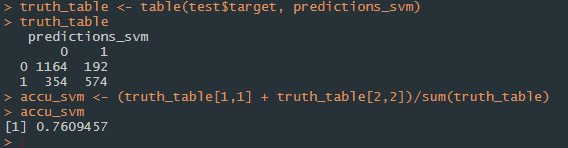 > truth_table <- table(test$target, predictions_svm)
> truth_table
   predictions_svm
       0    1
  0 1164  192
  1  354  574
> accu_svm <- (truth_table[1,1] + truth_table[2,2])/sum(truth_table)
> accu_svm
[1] 0.7609457
>